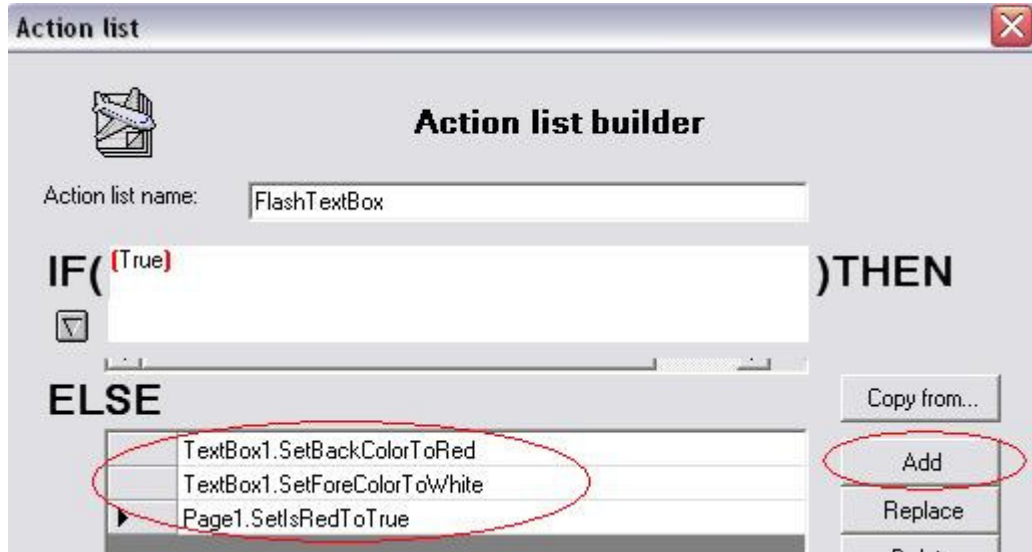 Action list
Action list builder
Action list name: FlashTextBox
IF( (True) )THEN
ELSE
Copy from...
TextBox1.SetBackColorToRed
Add
TextBox1.SetForeColorToWhite
Page1.SetIsRedToTrue
Replace